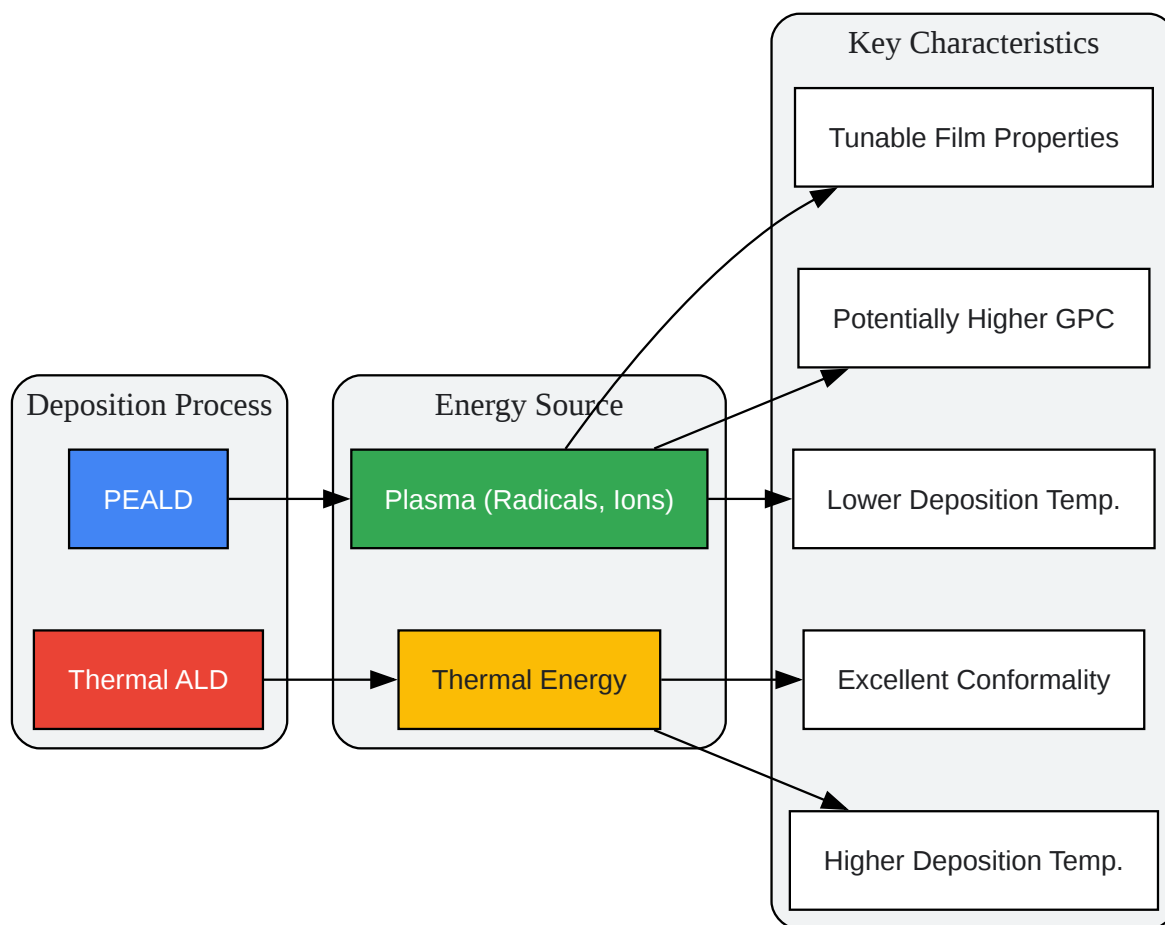 Key Characteristics
Tunable Film Properties
Potentially Higher GPC
Deposition Process
Energy Source
PEALD
Plasma (Radicals, Ions)
Lower Deposition Temp.
Thermal ALD
Thermal Energy
Excellent Conformality
Higher Deposition Temp.